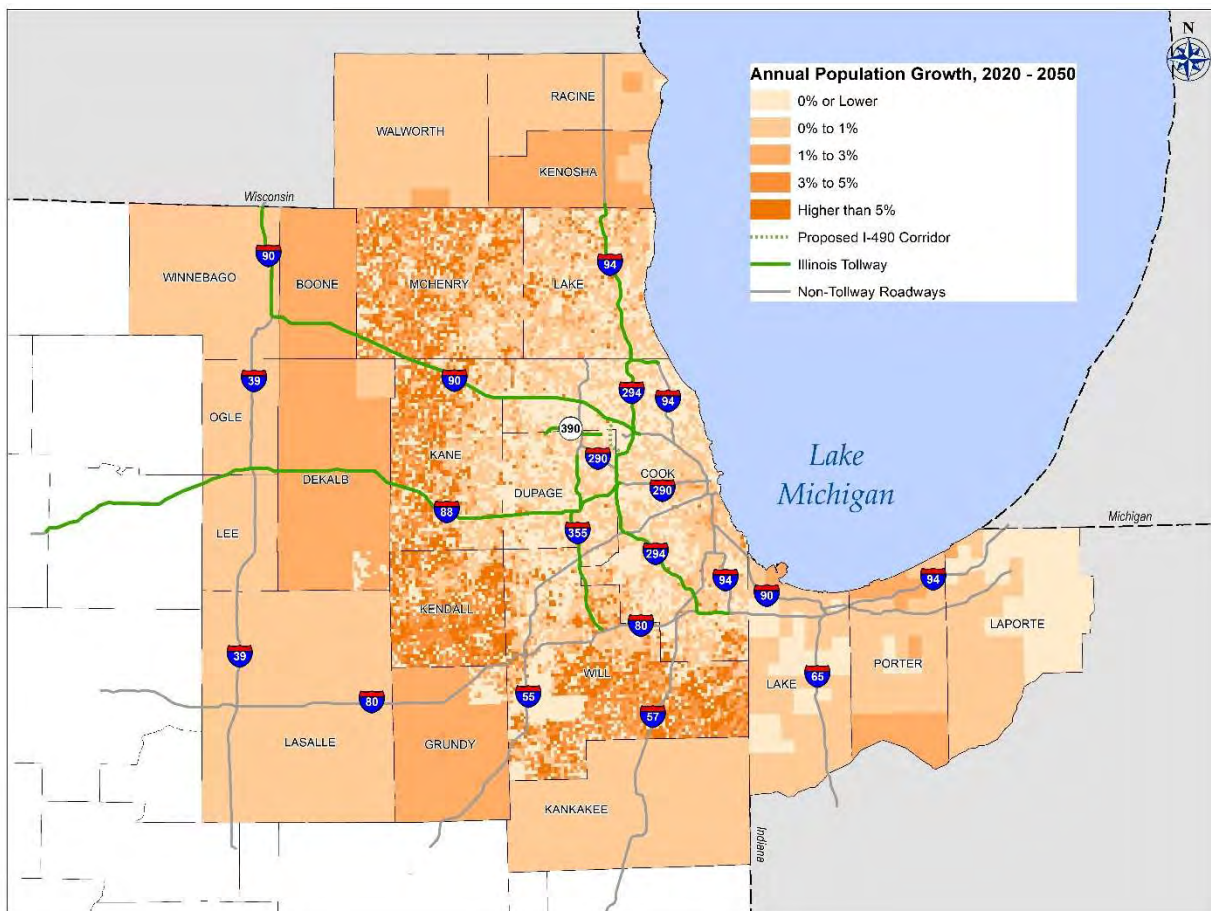 N
Annual Population Growth, 2020 - 2050
0% or Lower
0% to 1%
1% to 3%
3% to 5%
Higher than 5%
Proposed I-490 Corridor
Illinois Tollway
Non-Tollway Roadways
RACINE
WALWORTH
KENOSHA
Wisconsin
90
94
WINNEBAGO
BOONE
MCHENRY
LAKE
39
90
294
94
OGLE
390
KANE
290
COOK
Lake
Michigan
DEKALB
DUPAGE
290
88
LEE
355
294
Michigan
94
90
94
KENDALL
80
LAPORTE
39
WILL
PORTER
LAKE
65
80
55
57
LASALLE
GRUNDY
KANKAKEE
Indiana